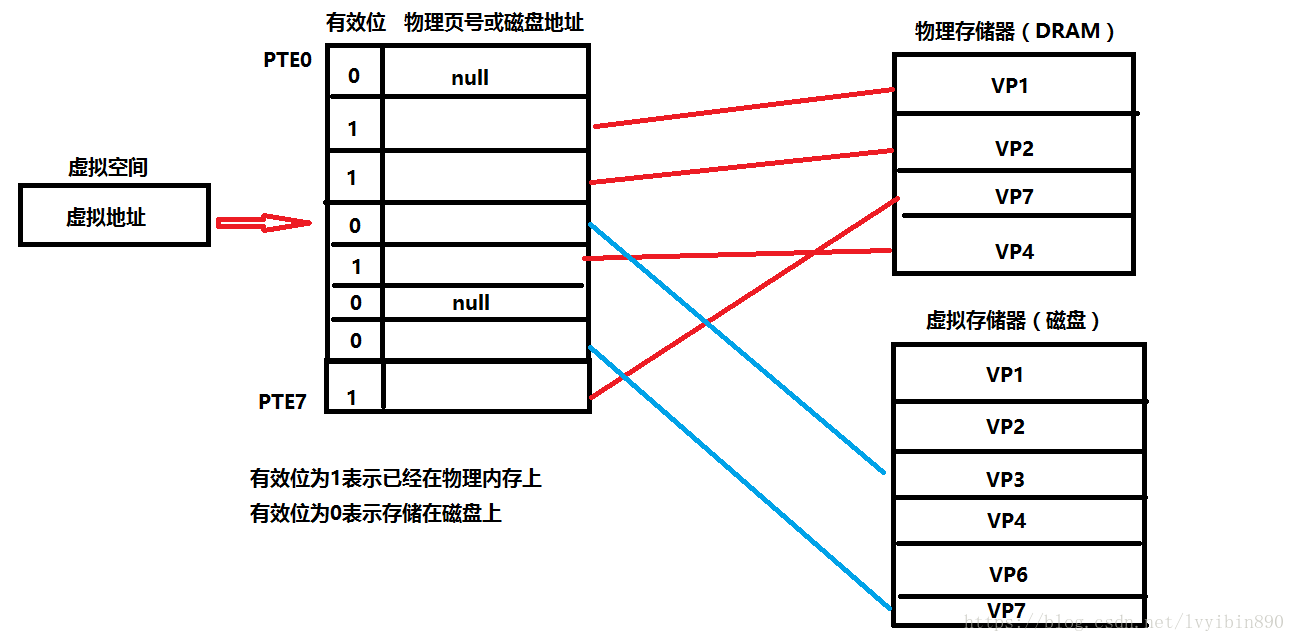 有效位 物理页号或磁盘地址
PTE0
0 null
1
1
0
1
0 null
0
1
PTE7
虚拟空间
虚拟地址
有效位为1表示已经在物理内存上
有效位为0表示存储在磁盘上
物理存储器（DRAM）
VP1
VP2
VP7
VP4
虚拟存储器（磁盘）
VP1
VP2
VP3
VP4
VP6
VP7
https://blog.csdn.net/lvyibin890